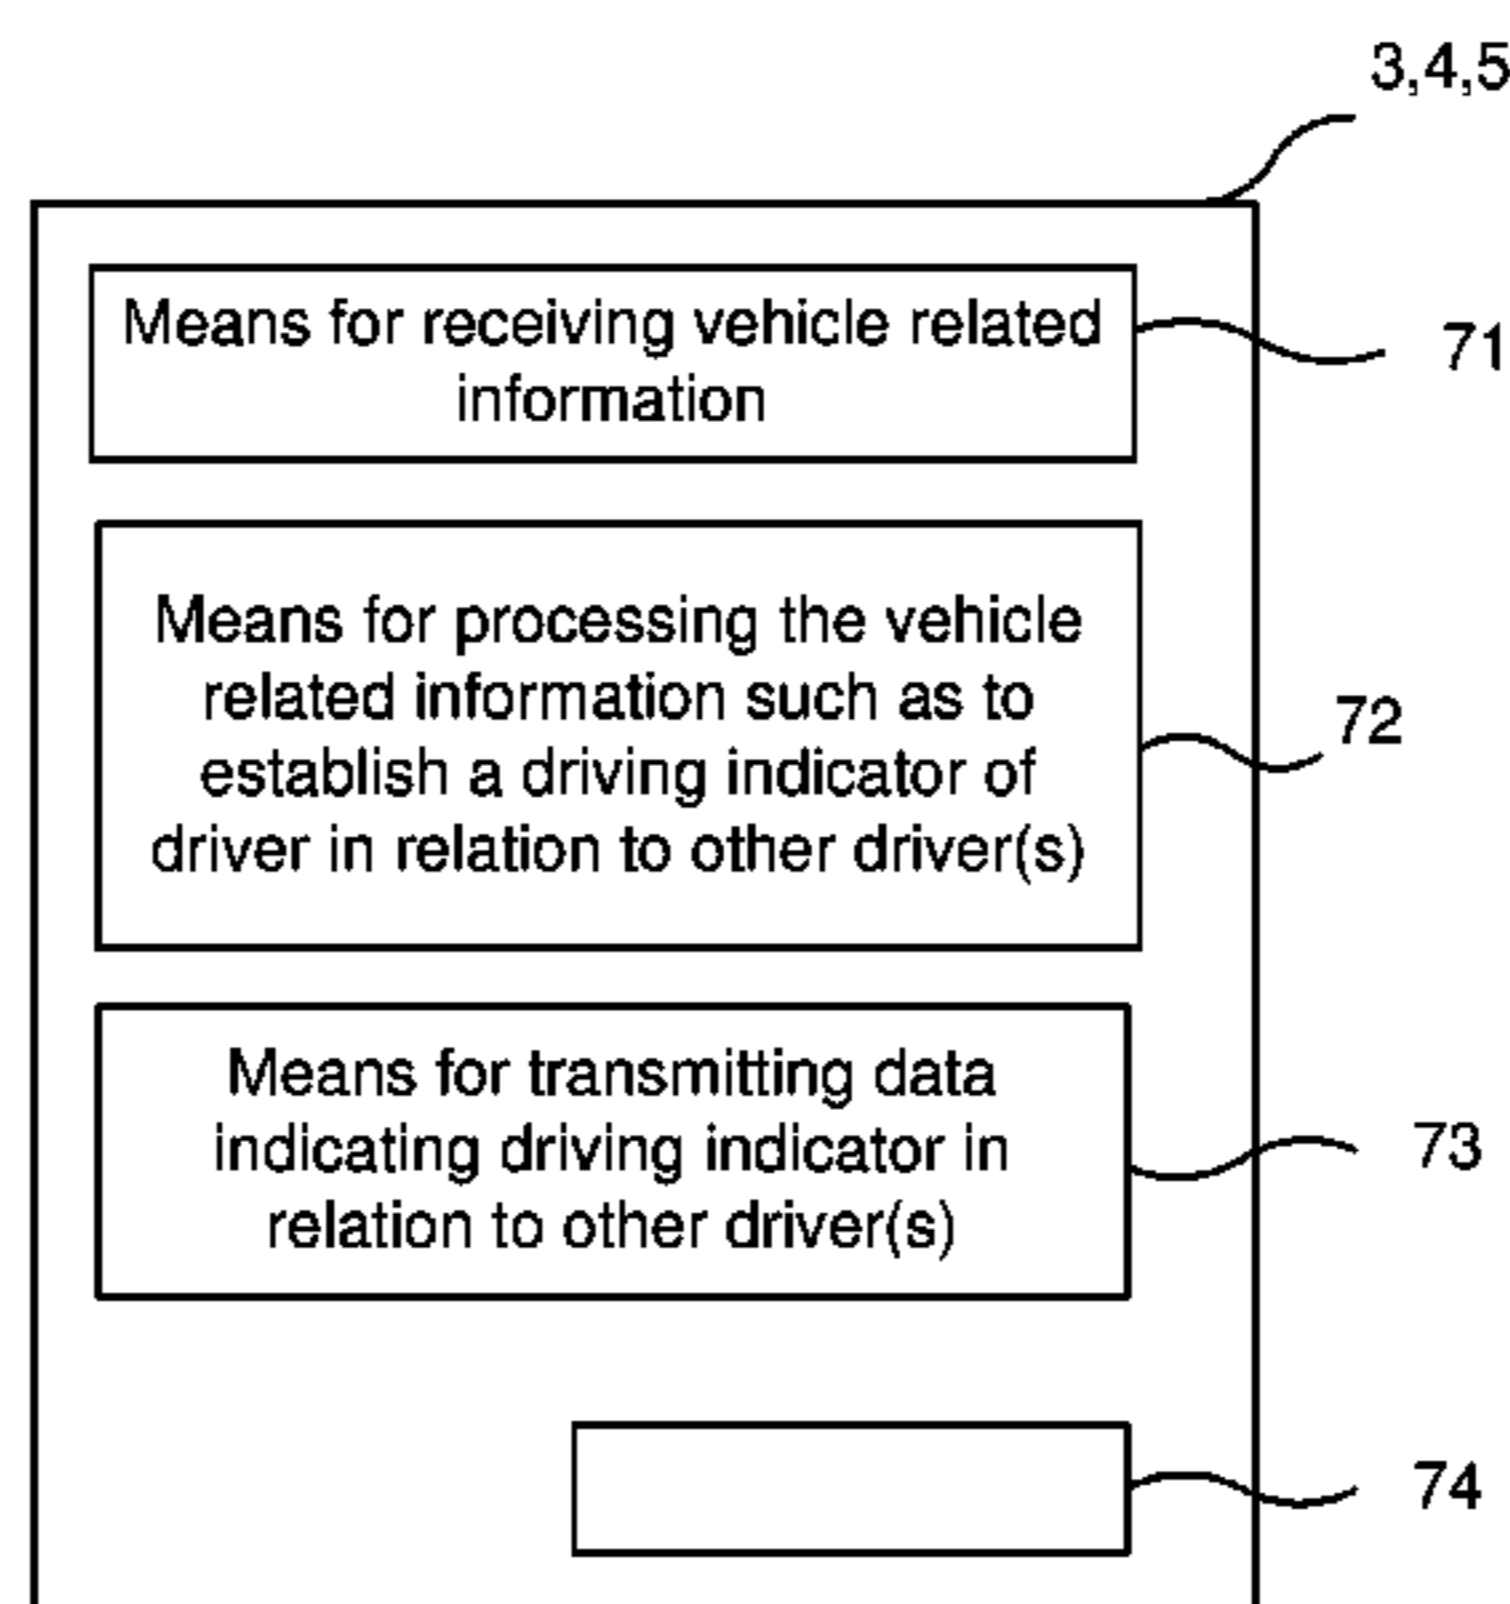 3,4,5
Means for receiving vehicle related
information
71
Means for processing the vehicle
related information such as to
establish a driving indicator of
driver in relation to other driver(s)
72
Means for transmitting data
indicating driving indicator in
relation to other driver(s)
73
74